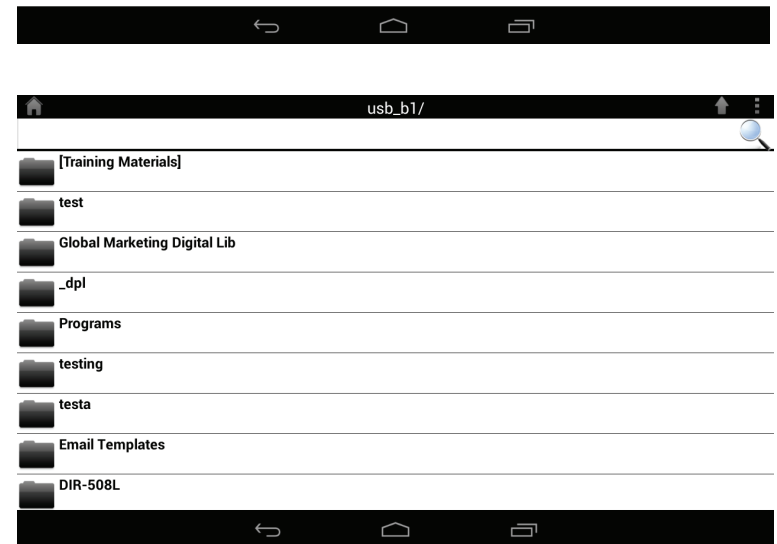 usb_b1/
[Training Materials]
test
Global Marketing Digital Lib
_dpl
Programs
testing
testa
Email Templates
DIR-508L